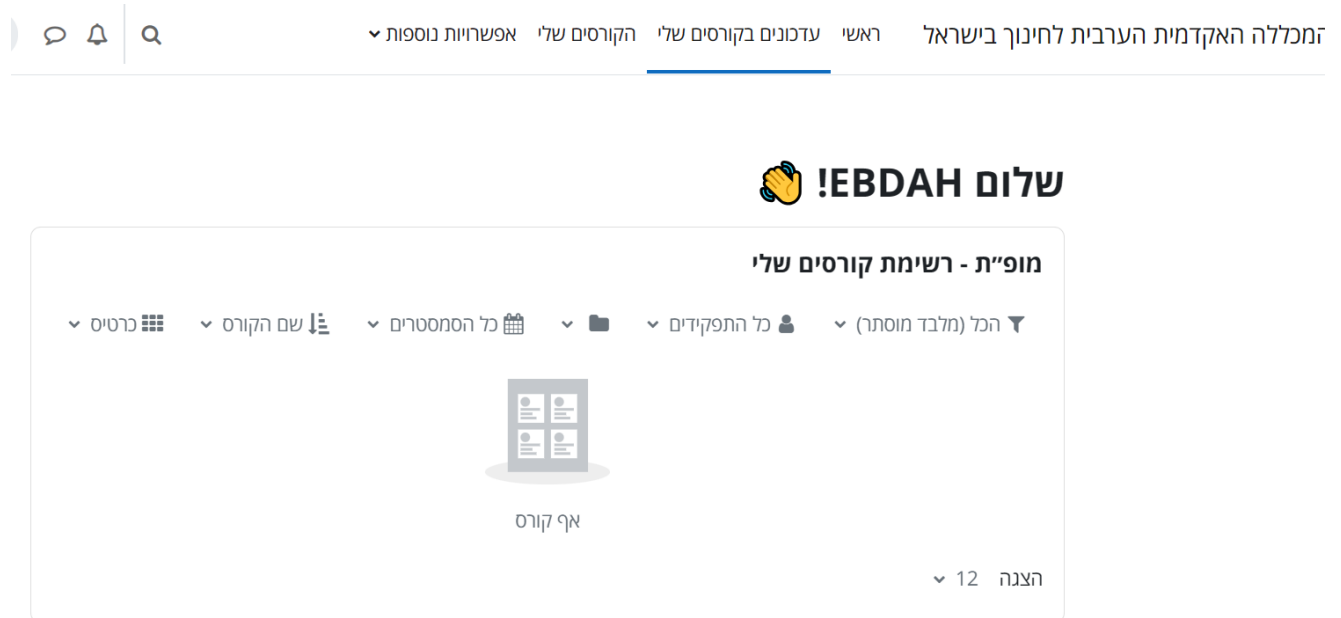 המכללה האקדמית הערבית לחינוך בישראל ראשי עדכונים בקורסים שלי הקורסים שלי אפשרויות נוספות
שלום EBDAH! 👋
מופ״ת - רשימת קורסים שלי
הכל (מלבד מוסתר) כל התפקידים כל הסמסטרים שם הקורס כרטיס
אף קורס
הצגה 12